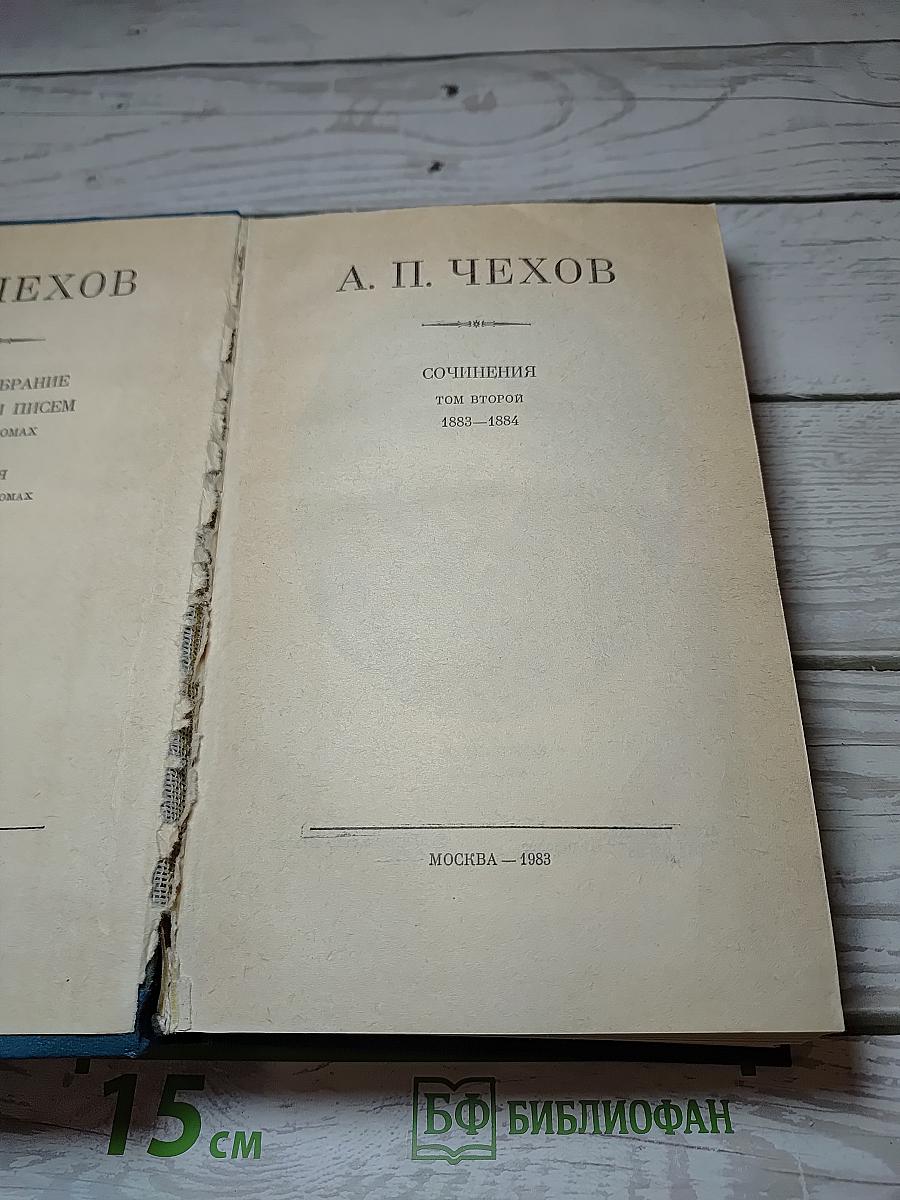 ЧЕХОВ
БРАНИЕ
И ПИСЕМ
ОМАХ
Я
ОМАХ
А. П. ЧЕХОВ
СОЧИНЕНИЯ
ТОМ ВТОРОЙ
1883—1884
МОСКВА — 1983
15 см
БФ БИБЛИОФАН